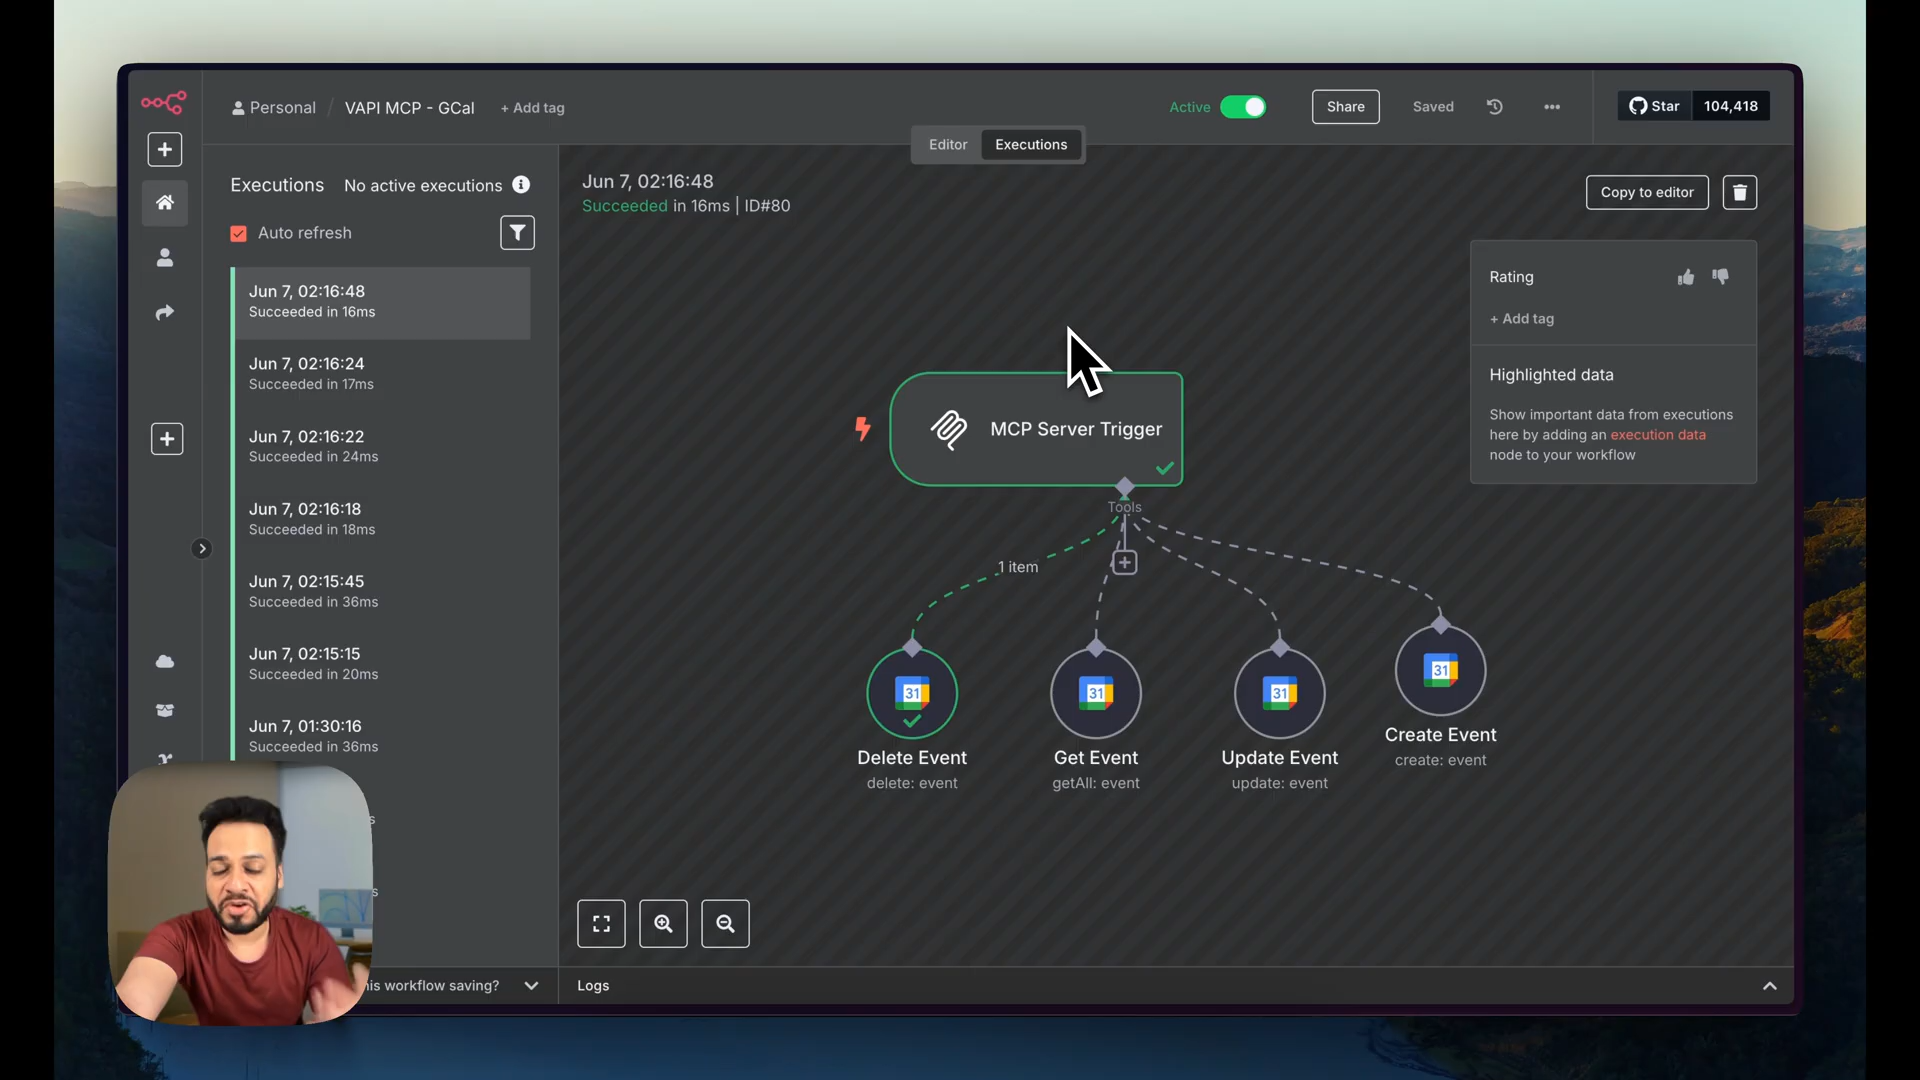 Personal / VAPI MCP - GCal + Add tag
Active
Share
Saved
Star 104,418
Editor Executions
Executions No active executions
Auto refresh
Jun 7, 02:16:48
Succeeded in 16ms
Jun 7, 02:16:24
Succeeded in 17ms
Jun 7, 02:16:22
Succeeded in 24ms
Jun 7, 02:16:18
Succeeded in 18ms
Jun 7, 02:15:45
Succeeded in 36ms
Jun 7, 02:15:15
Succeeded in 20ms
Jun 7, 01:30:16
Succeeded in 36ms
workflow saving?
Jun 7, 02:16:48
Succeeded in 16ms | ID#80
Copy to editor
Rating
+ Add tag
Highlighted data
Show important data from executions
here by adding an execution data
node to your workflow
MCP Server Trigger
Tools
1 item
31
Delete Event
delete: event
31
Get Event
getAll: event
31
Update Event
update: event
31
Create Event
create: event
Logs